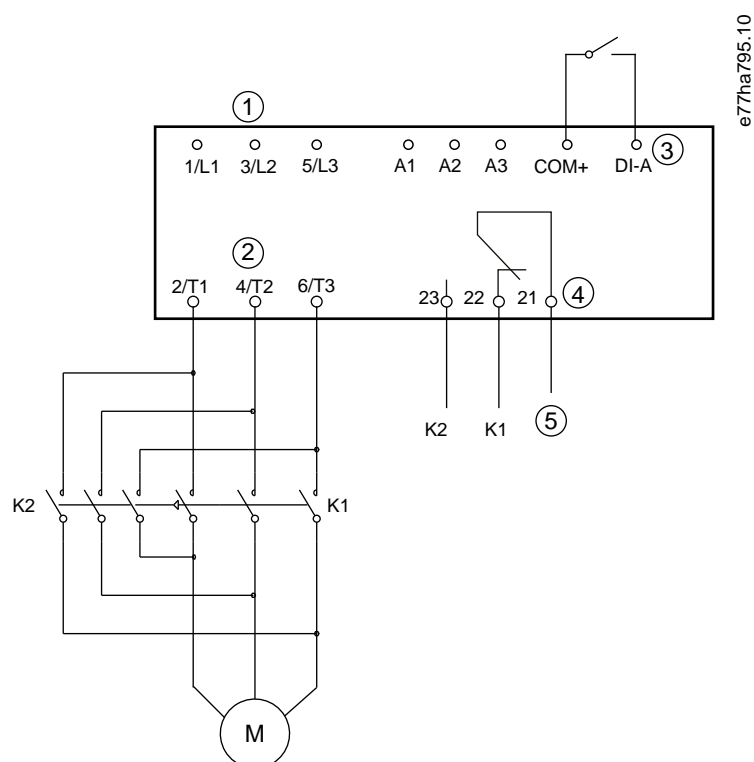 e77ha795.10
1
1/L1 3/L2 5/L3 A1 A2 A3 COM+ DI-A 3
2
2/T1 4/T2 6/T3 23 22 21 4
K2 K1 5
K2 K1
M